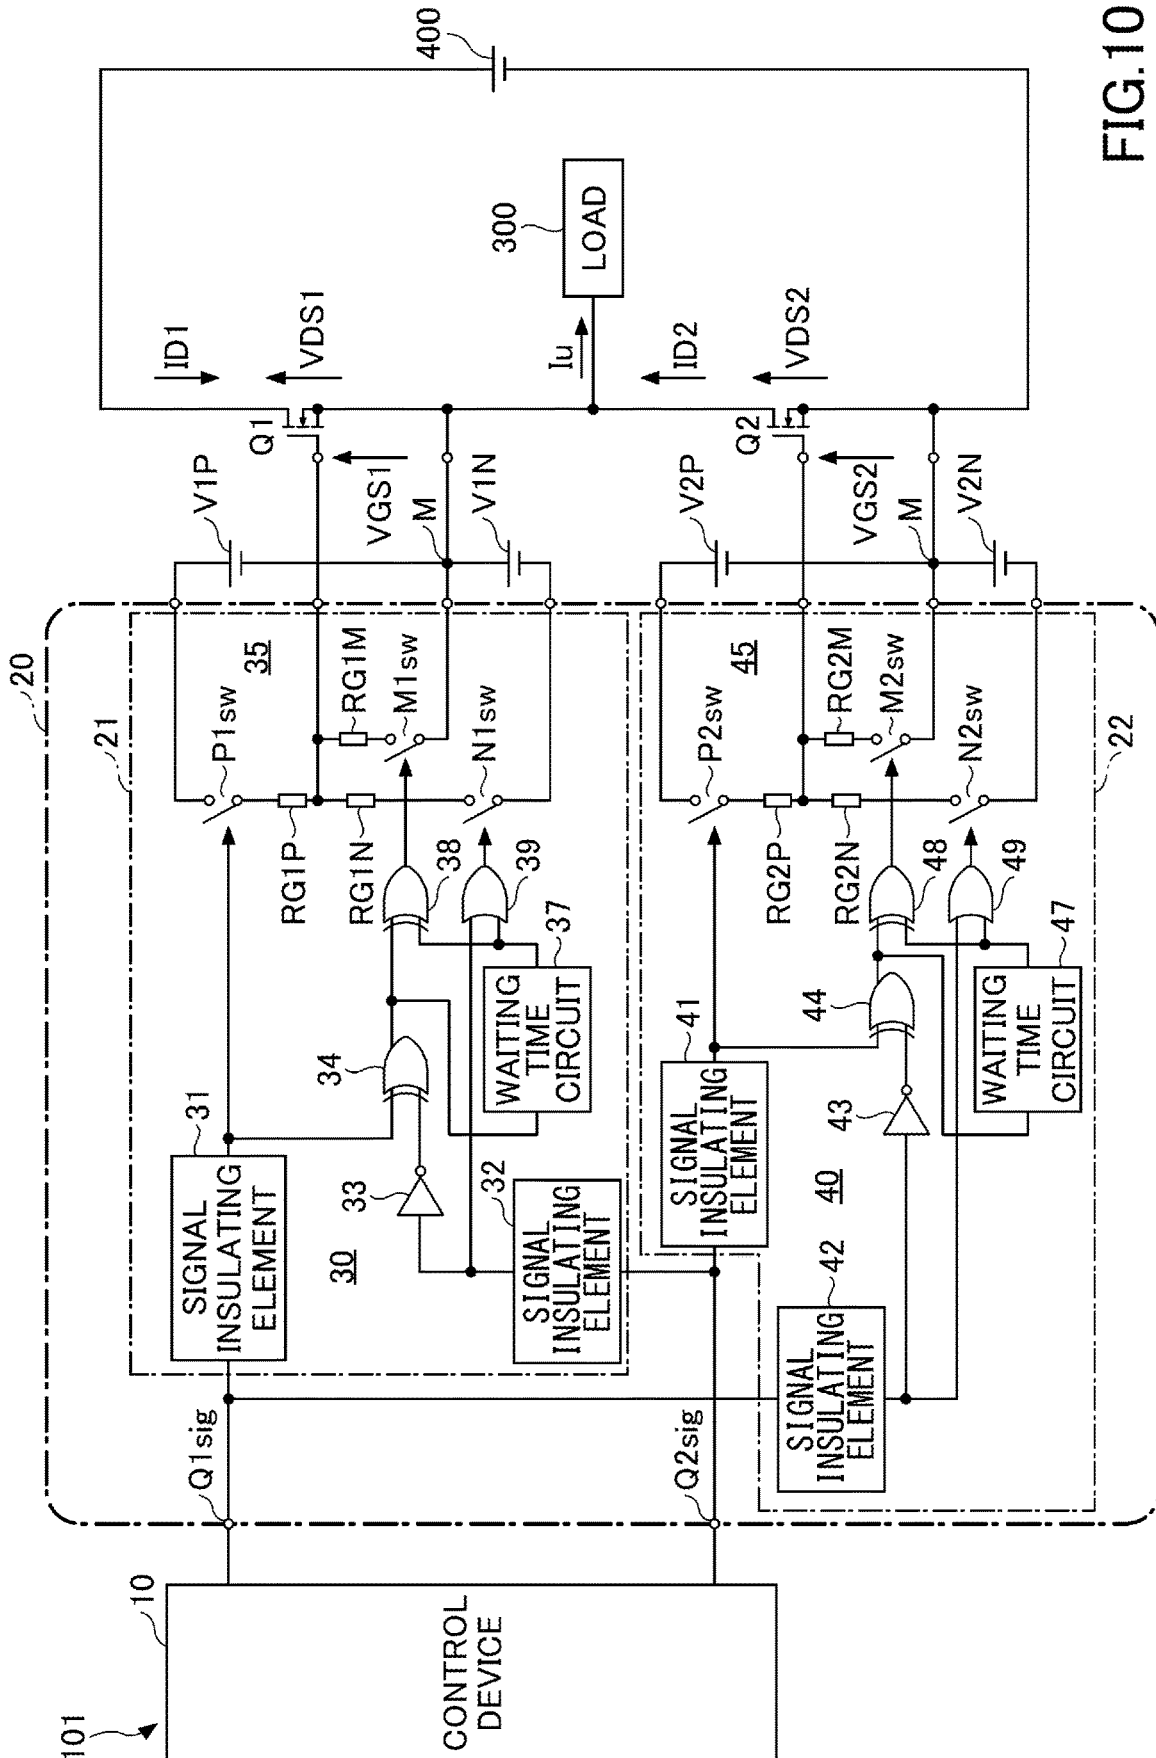 FIG.10
101
10
CONTROL
DEVICE
Q1sig
Q2sig
20
21
22
SIGNAL
INSULATING
ELEMENT
31
30
SIGNAL
INSULATING
ELEMENT
32
33
34
WAITING
TIME
CIRCUIT
37
38
39
35
P1sw
RG1P
RG1N
RG1M
M1sw
N1sw
V1P
V1N
M
VGS1
Q1
ID1
VDS1
SIGNAL
INSULATING
ELEMENT
41
40
SIGNAL
INSULATING
ELEMENT
42
43
44
WAITING
TIME
CIRCUIT
47
48
49
45
P2sw
RG2P
RG2N
RG2M
M2sw
N2sw
V2P
V2N
M
VGS2
Q2
ID2
VDS2
Iu
300
LOAD
400